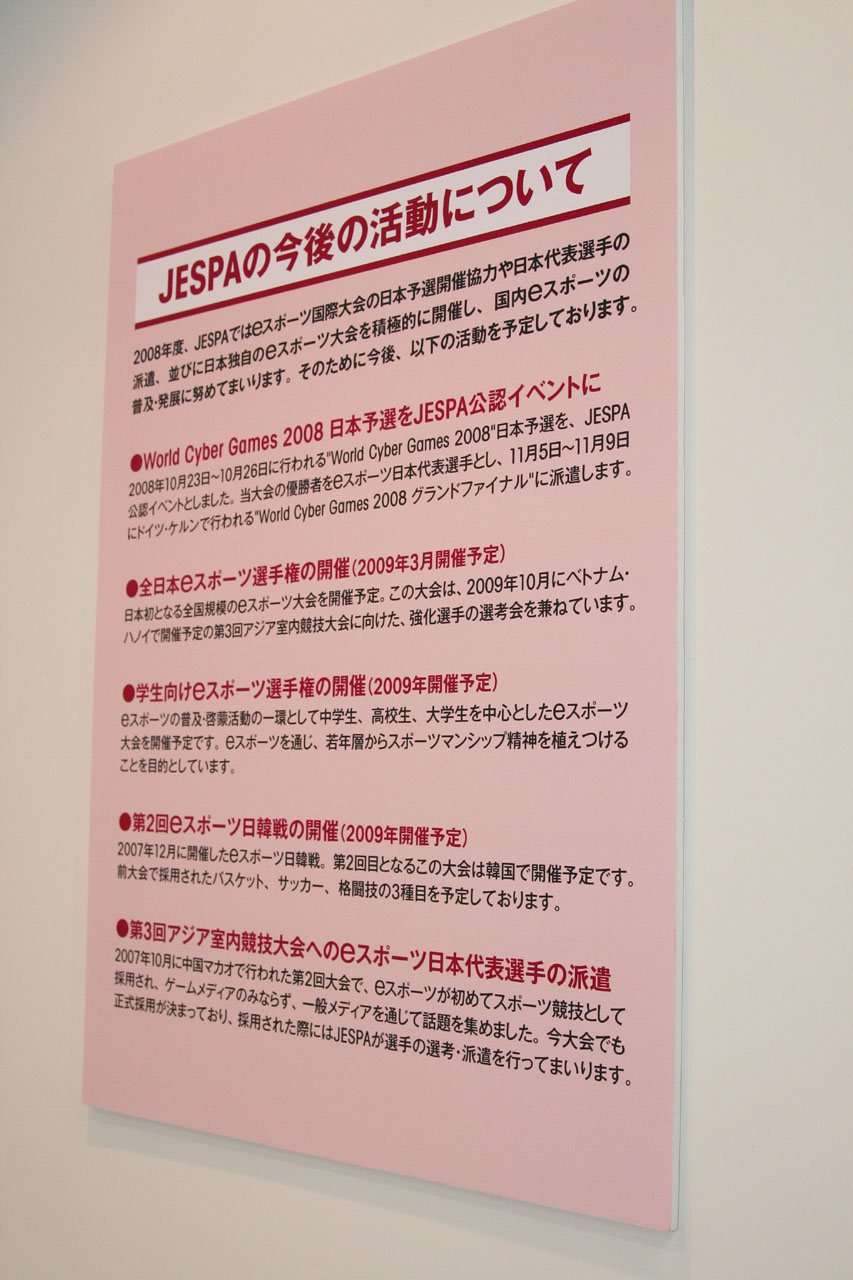 JESPAの今後の活動について
2008年度、JESPAではeスポーツ国際大会の日本予選開催協力や日本代表選手の
派遣、並びに日本独自のeスポーツ大会を積極的に開催し、国内eスポーツの
普及・発展に努めてまいります。そのために今後、以下の活動を予定しております。
●World Cyber Games 2008 日本予選をJESPA公認イベントに
2008年10月23日～10月26日に行われる"World Cyber Games 2008"日本予選を、JESPA
公認イベントとしました。当大会の優勝者をeスポーツ日本代表選手とし、11月5日～11月9日
にドイツ・ケルンで行われる"World Cyber Games 2008 グランドファイナル"に派遣します。
●全日本eスポーツ選手権の開催(2009年3月開催予定)
日本初となる全国規模のeスポーツ大会を開催予定。この大会は、2009年10月にベトナム・
ハノイで開催予定の第3回アジア室内競技大会に向けた、強化選手の選考会を兼ねています。
●学生向けeスポーツ選手権の開催(2009年開催予定)
eスポーツの普及・啓蒙活動の一環として中学生、高校生、大学生を中心としたeスポーツ
大会を開催予定です。eスポーツを通じ、若年層からスポーツマンシップ精神を植えつける
ことを目的としています。
●第2回eスポーツ日韓戦の開催(2009年開催予定)
2007年12月に開催したeスポーツ日韓戦。第2回目となるこの大会は韓国で開催予定です。
前大会で採用されたバスケット、サッカー、格闘技の3種目を予定しております。
●第3回アジア室内競技大会へのeスポーツ日本代表選手の派遣
2007年10月に中国マカオで行われた第2回大会で、eスポーツが初めてスポーツ競技として
採用され、ゲームメディアのみならず、一般メディアを通じて話題を集めました。今大会でも
正式採用が決まっており、採用された際にはJESPAが選手の選考・派遣を行ってまいります。